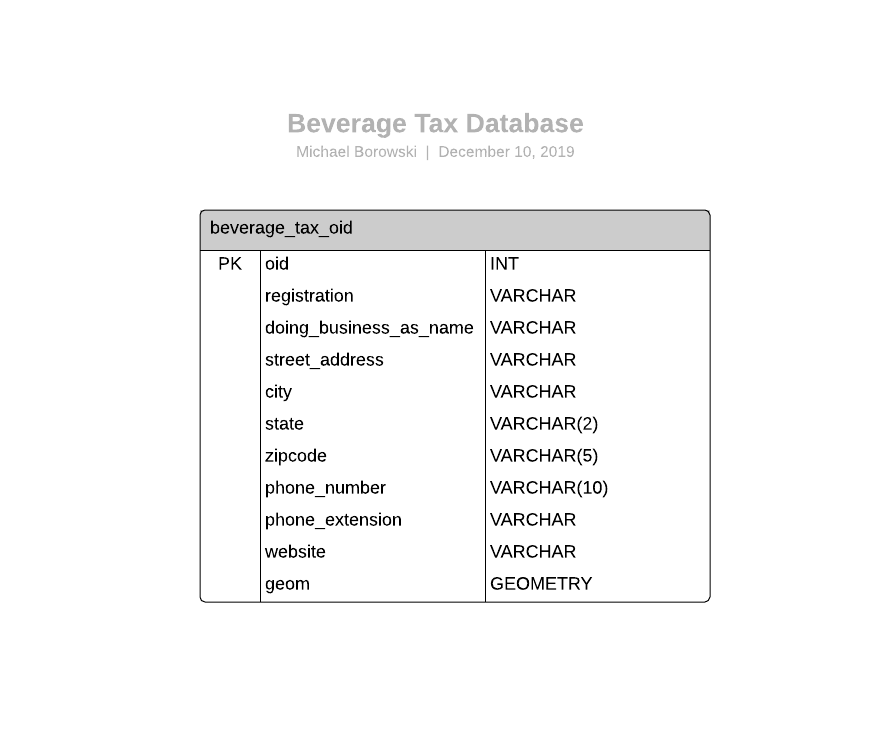 Beverage Tax Database
Michael Borowski | December 10, 2019
beverage_tax_oid
PK oid INT
registration VARCHAR
doing_business_as_name VARCHAR
street_address VARCHAR
city VARCHAR
state VARCHAR(2)
zipcode VARCHAR(5)
phone_number VARCHAR(10)
phone_extension VARCHAR
website VARCHAR
geom GEOMETRY